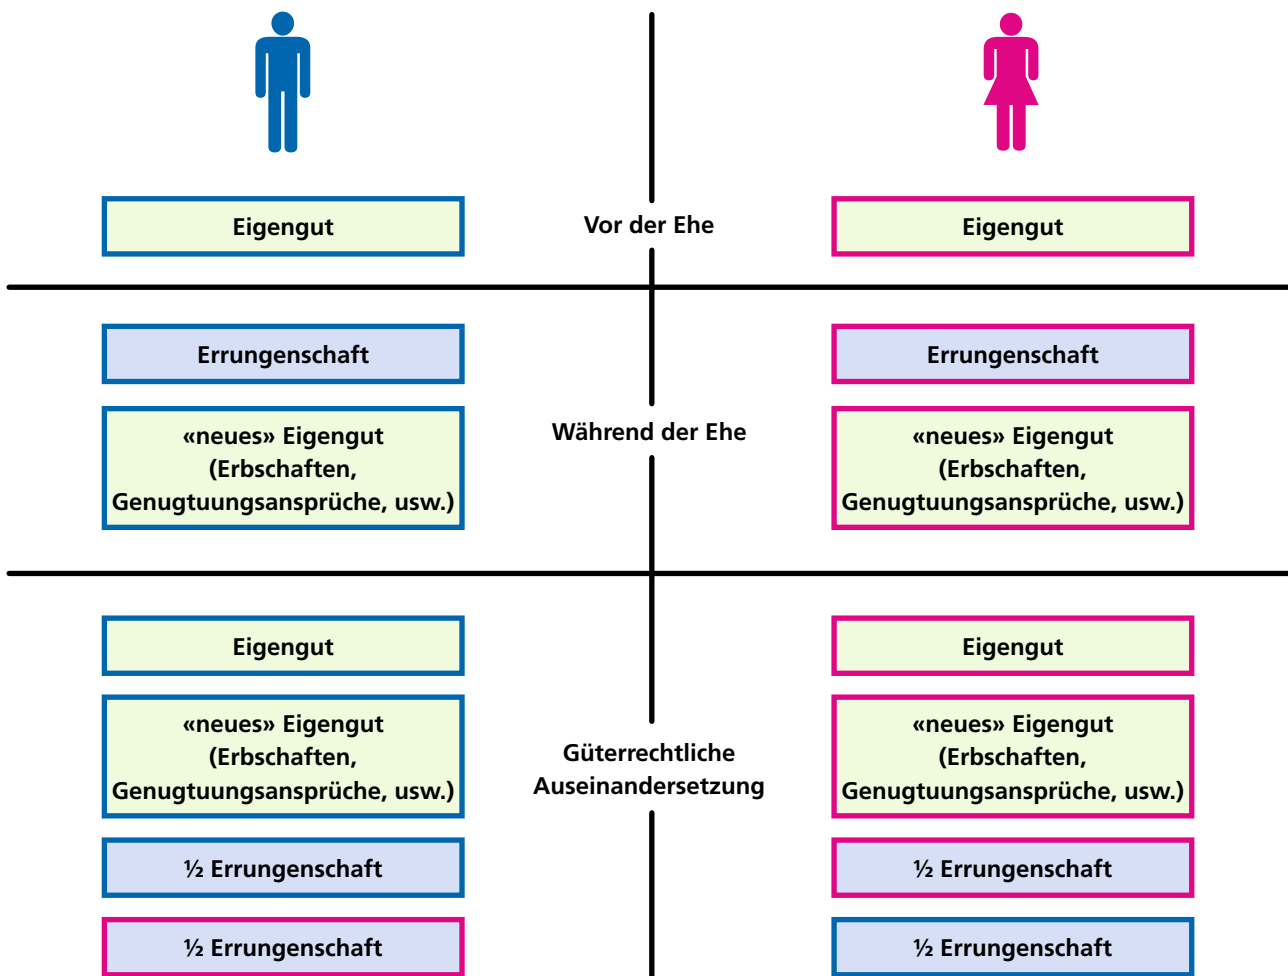 Eigengut
Vor der Ehe
Eigengut
Errungenschaft
Errungenschaft
«neues» Eigengut
(Erbschaften,
Genugtuungsansprüche, usw.)
Während der Ehe
«neues» Eigengut
(Erbschaften,
Genugtuungsansprüche, usw.)
Eigengut
Eigengut
«neues» Eigengut
(Erbschaften,
Genugtuungsansprüche, usw.)
Güterrechtliche
Auseinandersetzung
«neues» Eigengut
(Erbschaften,
Genugtuungsansprüche, usw.)
½ Errungenschaft
½ Errungenschaft
½ Errungenschaft
½ Errungenschaft